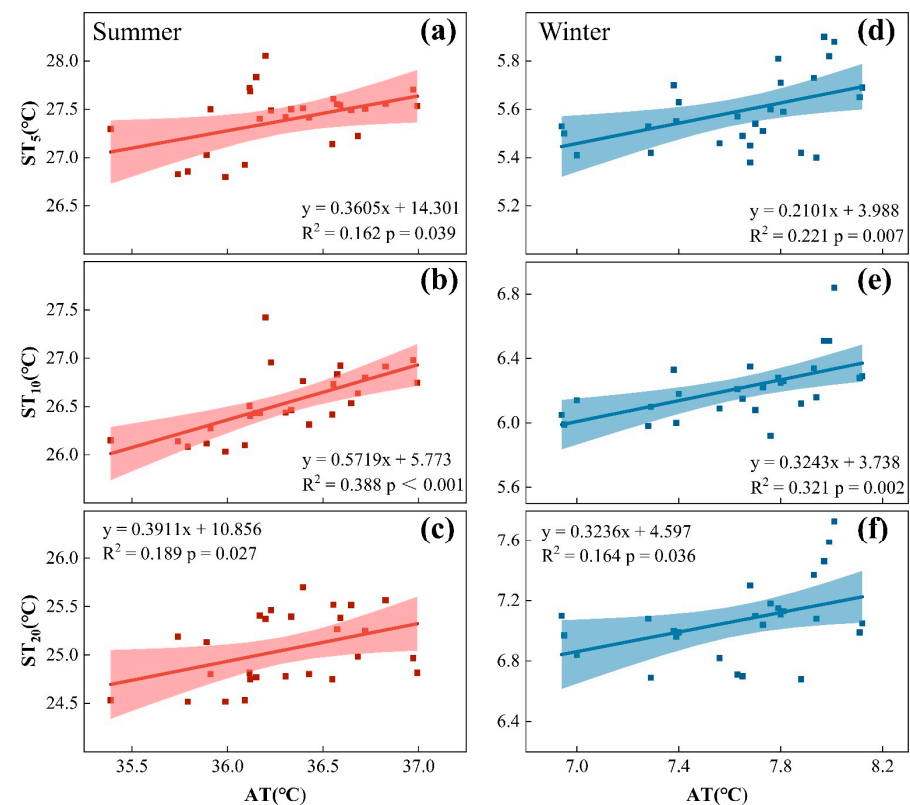 Summer (a)
28.0
27.5
27.0
26.5
ST₅(℃)
y = 0.3605x + 14.301
R² = 0.162 p = 0.039
Winter (d)
5.8
5.6
5.4
5.2
ST₅(℃)
y = 0.2101x + 3.988
R² = 0.221 p = 0.007
(b)
27.5
27.0
26.5
26.0
ST₁₀(℃)
y = 0.5719x + 5.773
R² = 0.388 p < 0.001
(e)
6.8
6.4
6.0
5.6
ST₁₀(℃)
y = 0.3243x + 3.738
R² = 0.321 p = 0.002
(c)
y = 0.3911x + 10.856
R² = 0.189 p = 0.027
26.0
25.5
25.0
24.5
ST₂₀(℃)
35.5 36.0 36.5 37.0
AT(℃)
(f)
y = 0.3236x + 4.597
R² = 0.164 p = 0.036
7.6
7.2
6.8
6.4
ST₂₀(℃)
7.0 7.4 7.8 8.2
AT(℃)